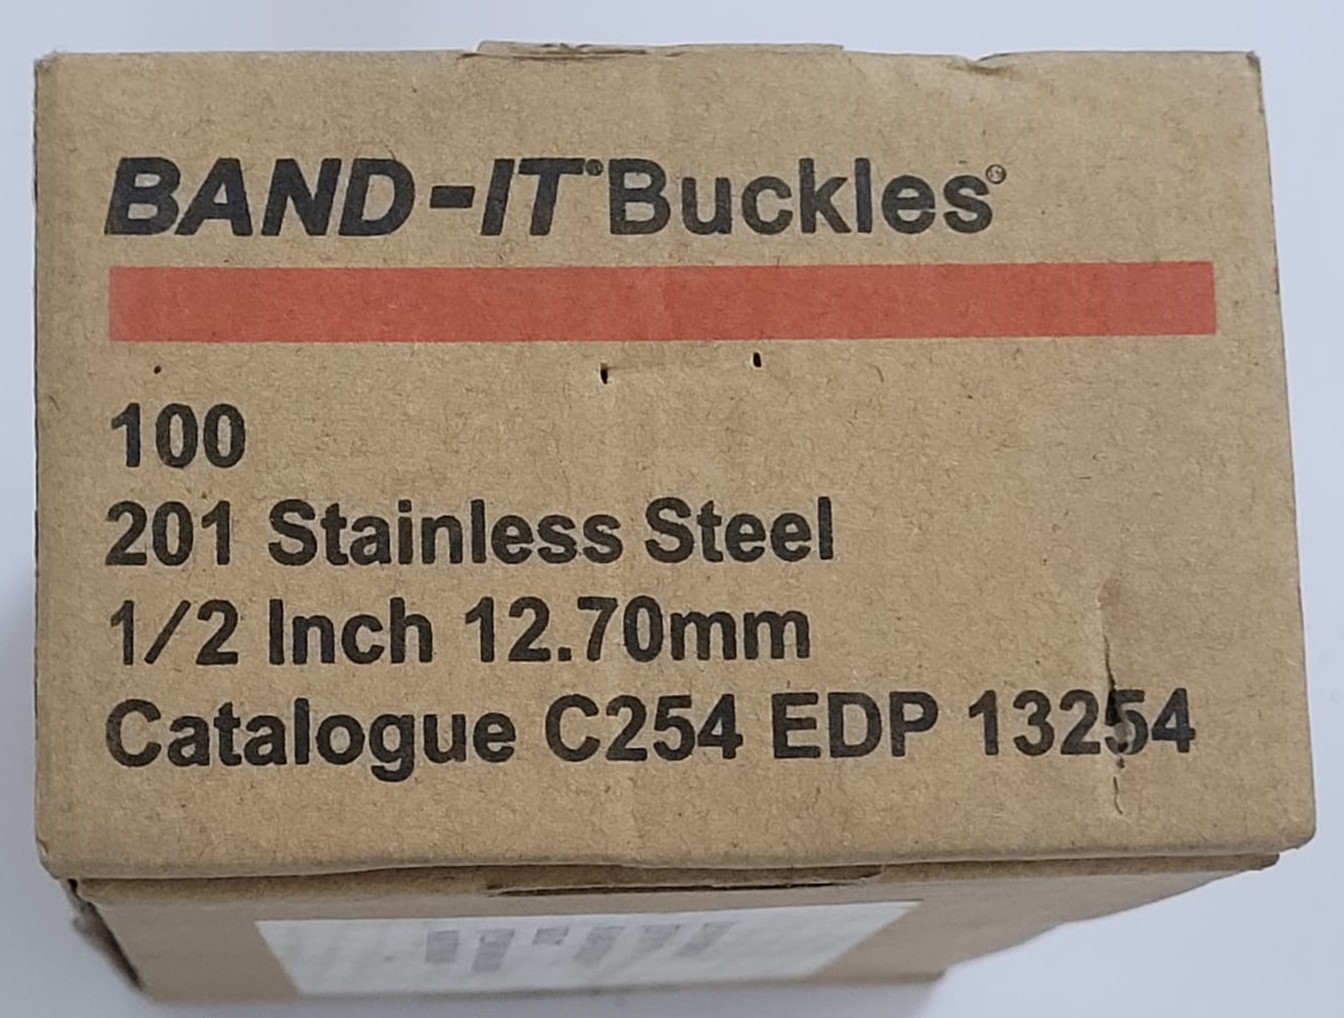 BAND-IT® Buckles®
100
201 Stainless Steel
1/2 Inch 12.70mm
Catalogue C254 EDP 13254